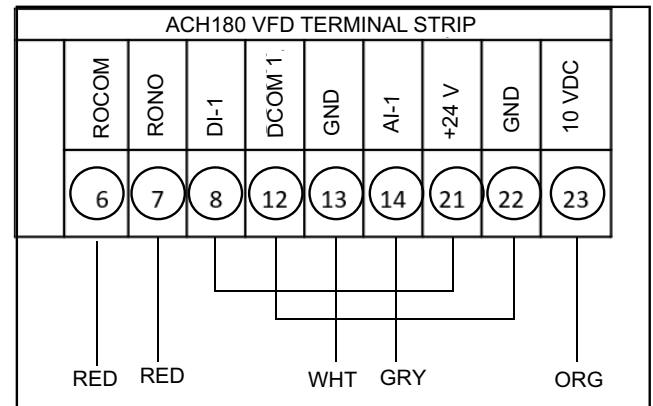 ACH180 VFD TERMINAL STRIP
ROCOM RONO DI-1 DCOM 1 GND AI-1 +24 V GND 10 VDC
6 7 8 12 13 14 21 22 23
RED RED WHT GRY ORG